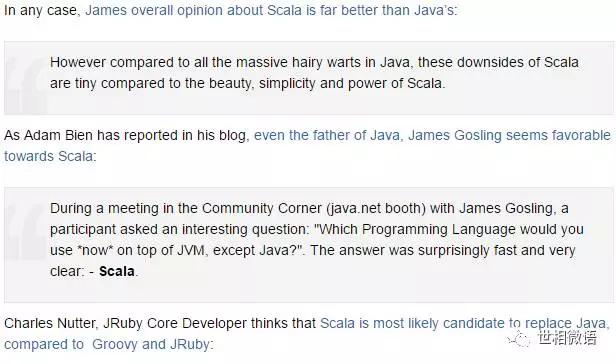 In any case, James overall opinion about Scala is far better than Java's:
However compared to all the massive hairy warts in Java, these downsides of Scala
are tiny compared to the beauty, simplicity and power of Scala.
As Adam Bien has reported in his blog, even the father of Java, James Gosling seems favorable
towards Scala:
During a meeting in the Community Corner (java.net booth) with James Gosling, a
participant asked an interesting question: "Which Programming Language would you
use *now* on top of JVM, except Java?". The answer was surprisingly fast and very
clear: - Scala.
Charles Nutter, JRuby Core Developer thinks that Scala is most likely candidate to replace Java,
compared to Groovy and JRuby:
世相微语